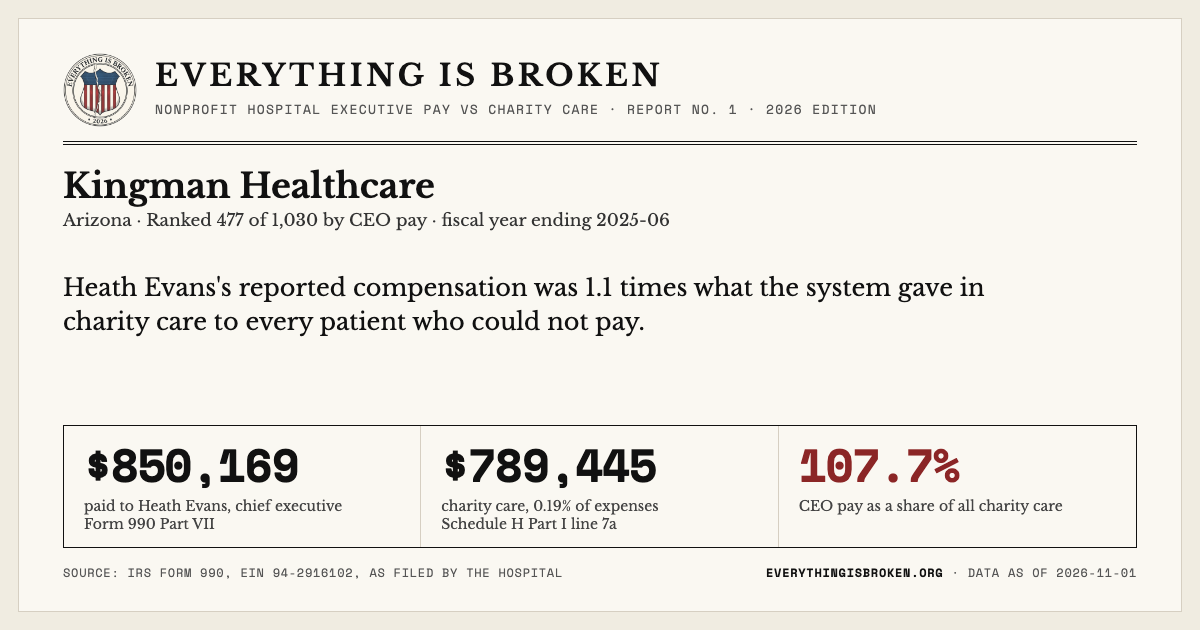 EVERYTHING IS BROKEN
· 2026 ·
EVERYTHING IS BROKEN
NONPROFIT HOSPITAL EXECUTIVE PAY VS CHARITY CARE · REPORT NO. 1 · 2026 EDITION
Kingman Healthcare
Arizona · Ranked 477 of 1,030 by CEO pay · fiscal year ending 2025-06
Heath Evans's reported compensation was 1.1 times what the system gave in
charity care to every patient who could not pay.
$850,169
paid to Heath Evans, chief executive
Form 990 Part VII
$789,445
charity care, 0.19% of expenses
Schedule H Part I line 7a
107.7%
CEO pay as a share of all charity care
SOURCE: IRS FORM 990, EIN 94-2916102, AS FILED BY THE HOSPITAL
EVERYTHINGISBROKEN.ORG · DATA AS OF 2026-11-01